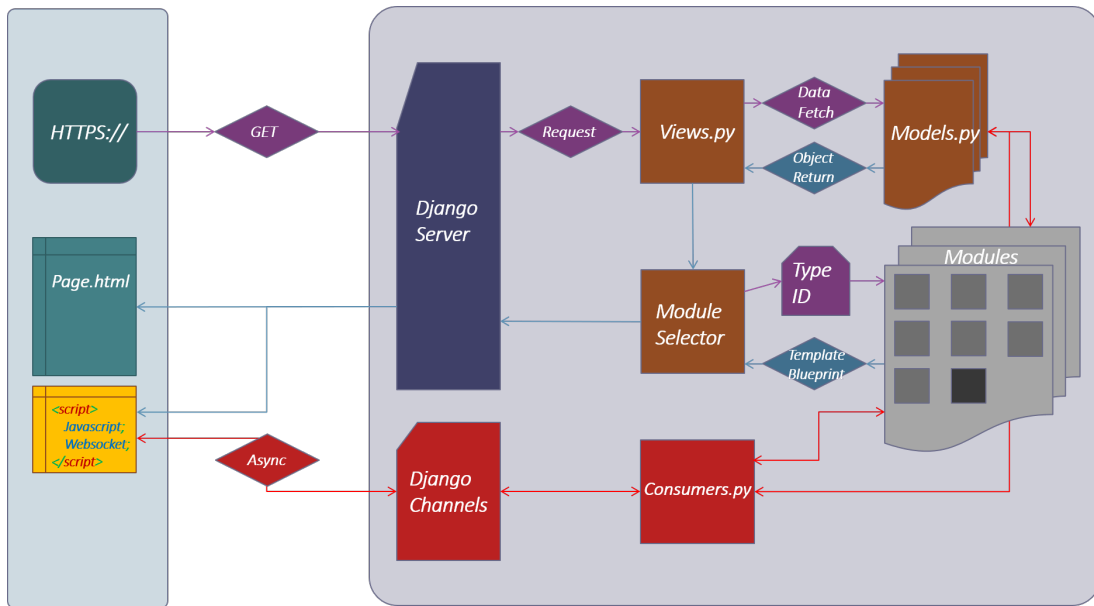 HTTPS://
GET
Django
Server
Request
Views.py
Data
Fetch
Object
Return
Models.py
Page.html
Module
Selector
Type
ID
Template
Blueprint
Modules
<script>
Javascript;
Websocket;
</script>
Async
Django
Channels
Consumers.py